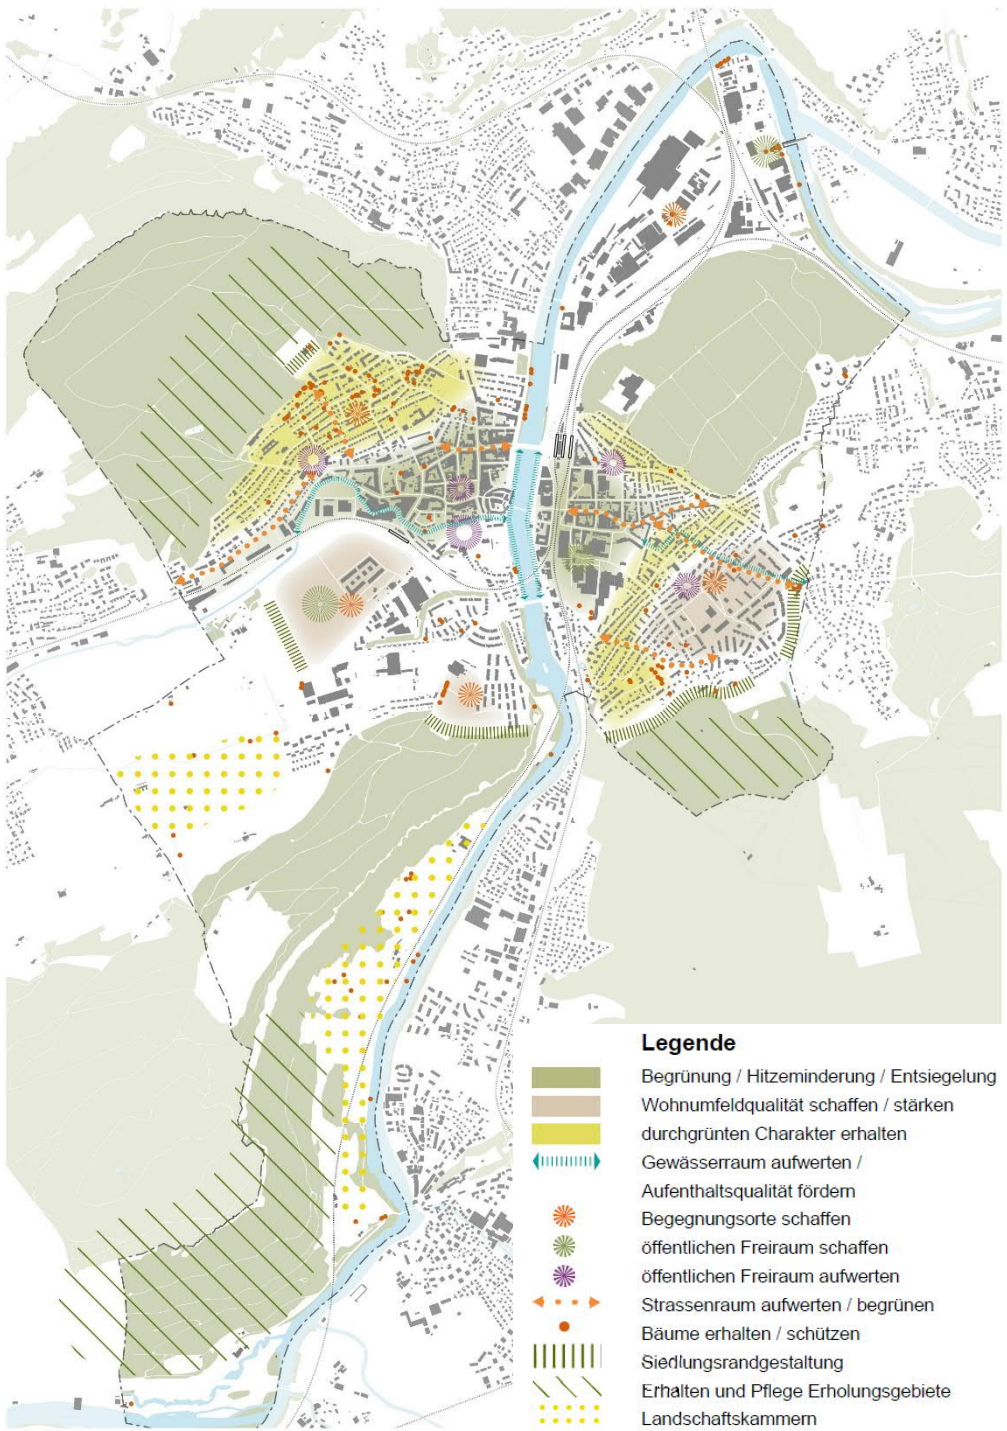 Legende
Begrünung / Hitzeminderung / Entsiegelung
Wohnumfeldqualität schaffen / stärken
durchgrünten Charakter erhalten
Gewässerraum aufwerten /
Aufenthaltsqualität fördern
Begegnungsorte schaffen
öffentlichen Freiraum schaffen
öffentlichen Freiraum aufwerten
Strassenraum aufwerten / begrünen
Bäume erhalten / schützen
Siedlungsrandgestaltung
Erhalten und Pflege Erholungsgebiete
Landschaftskammern